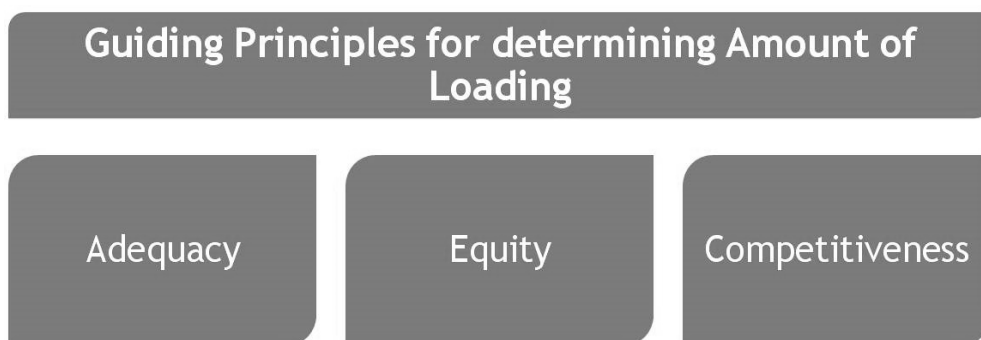 Guiding Principles for determining Amount of
Loading
Adequacy
Equity
Competitiveness